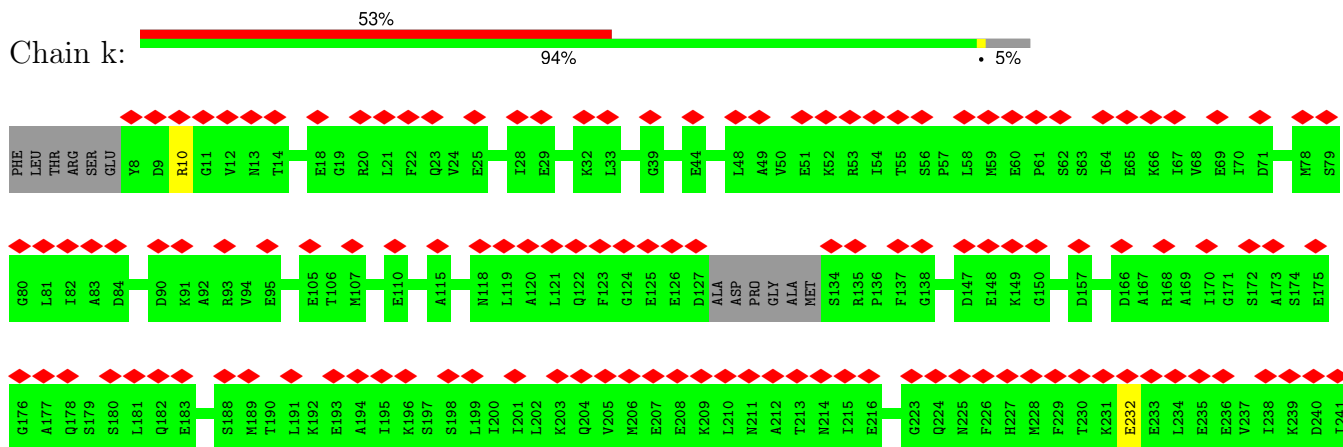 53%
Chain k:
94% • 5%
PHE LEU THR ARG SER GLU Y8 D9 R10 G11 V12 N13 T14 E18 G19 R20 L21 F22 Q23 V24 E25 I28 E29 K32 L33 G39 E44 L48 A49 V50 E51 K52 R53 I54 T55 S56 P57 L58 M59 E60 P61 S62 S63 I64 E65 K66 I67 V68 E69 I70 D71 M78 S79
G80 L81 I82 A83 D84 D90 K91 A92 R93 V94 E95 E105 T106 M107 E110 A115 N118 L119 A120 L121 Q122 F123 G124 E125 E126 D127 ALA ASP PRO GLY ALA MET S134 R135 P136 F137 G138 D147 E148 K149 G150 D157 D166 A167 R168 A169 I170 G171 S172 A173 S174 E175
G176 A177 Q178 S179 S180 L181 Q182 E183 S188 M189 T190 L191 K192 E193 A194 I195 K196 S197 S198 L199 I200 I201 L202 K203 Q204 V205 M206 E207 E208 K209 L210 N211 A212 T213 N214 I215 E216 G223 Q224 N225 F226 H227 M228 F229 T230 K231 E232 E233 L234 E235 E236 V237 I238 K239 D240